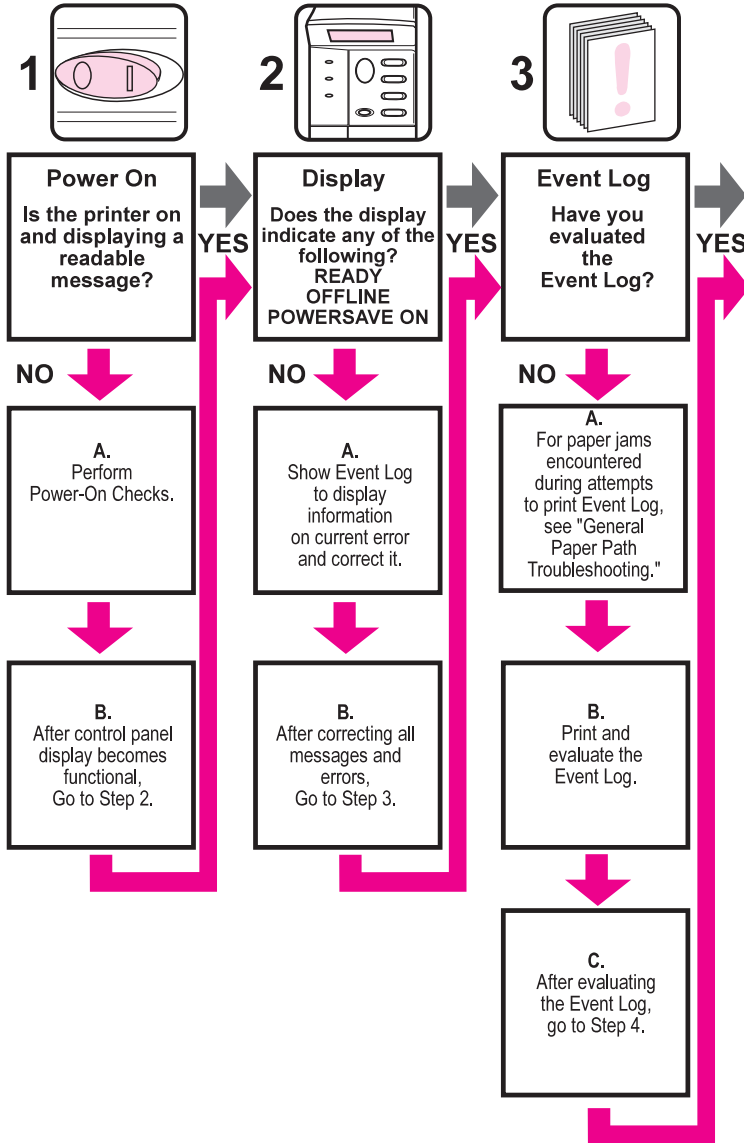 1
2
3
Power On
Is the printer on
and displaying a
readable
message?
YES
NO
A.
Perform
Power-On Checks.
B.
After control panel
display becomes
functional,
Go to Step 2.
Display
Does the display
indicate any of the
following?
READY
OFFLINE
POWERSAVE ON
YES
NO
A.
Show Event Log
to display
information
on current error
and correct it.
B.
After correcting all
messages and
errors,
Go to Step 3.
Event Log
Have you
evaluated
the
Event Log?
YES
NO
A.
For paper jams
encountered
during attempts
to print Event Log,
see "General
Paper Path
Troubleshooting."
B.
Print and
evaluate the
Event Log.
C.
After evaluating
the Event Log,
go to Step 4.